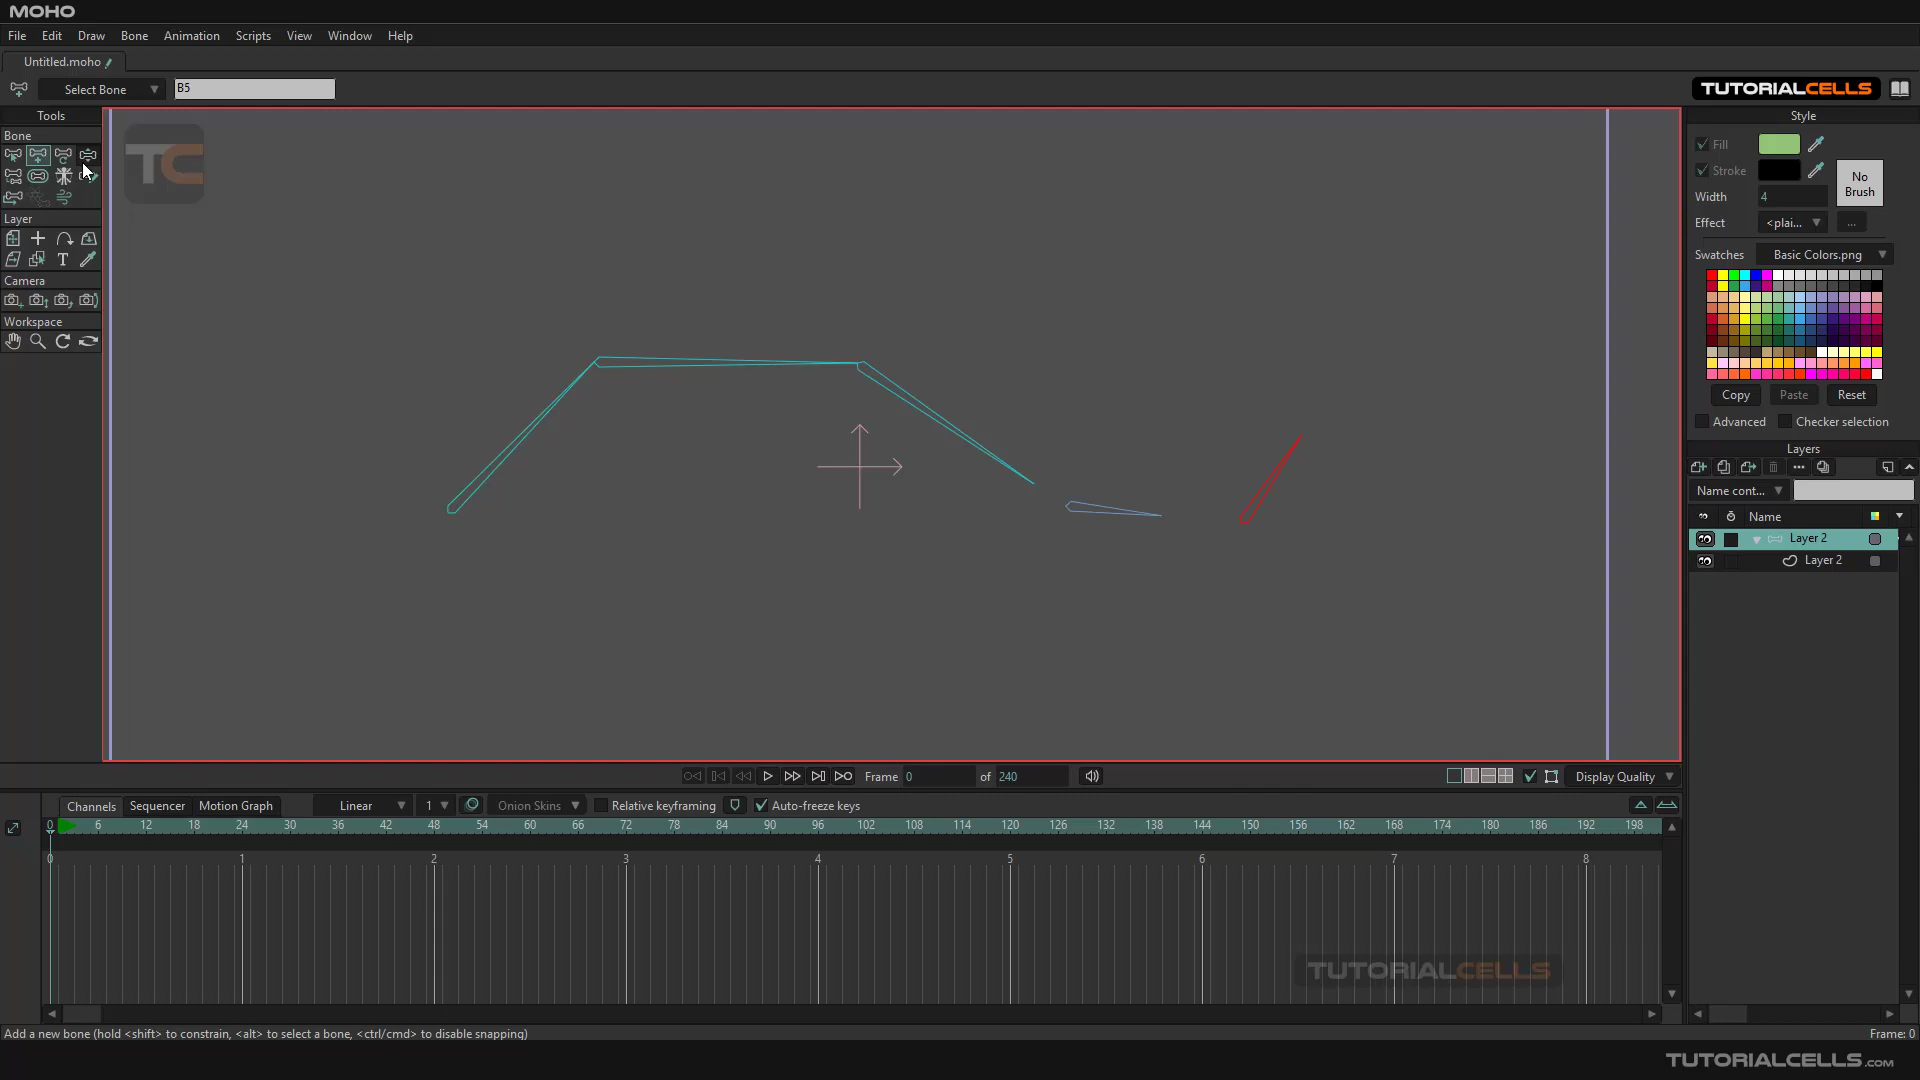 MOHO
File Edit Draw Bone Animation Scripts View Window Help
Untitled.moho
Select Bone B5
TUTORIALCELLS
Tools
Bone
Layer
Camera
Workspace
TC
Style
Fill
Stroke
No Brush
Width 4
Effect <plai... ...
Swatches Basic Colors.png
Copy Paste Reset
Advanced Checker selection
Layers
Name cont...
Name
Layer 2
Layer 2
Frame 0 of 240 Display Quality
Channels Sequencer Motion Graph Linear 1 Onion Skins Relative keyframing Auto-freeze keys
0 6 12 18 24 30 36 42 48 54 60 66 72 78 84 90 96 102 108 114 120 126 132 138 144 150 156 162 168 174 180 186 192 198
0 1 2 3 4 5 6 7 8
TUTORIALCELLS
Add a new bone (hold <shift> to constrain, <alt> to select a bone, <ctrl/cmd> to disable snapping) Frame: 0
TUTORIALCELLS.COM